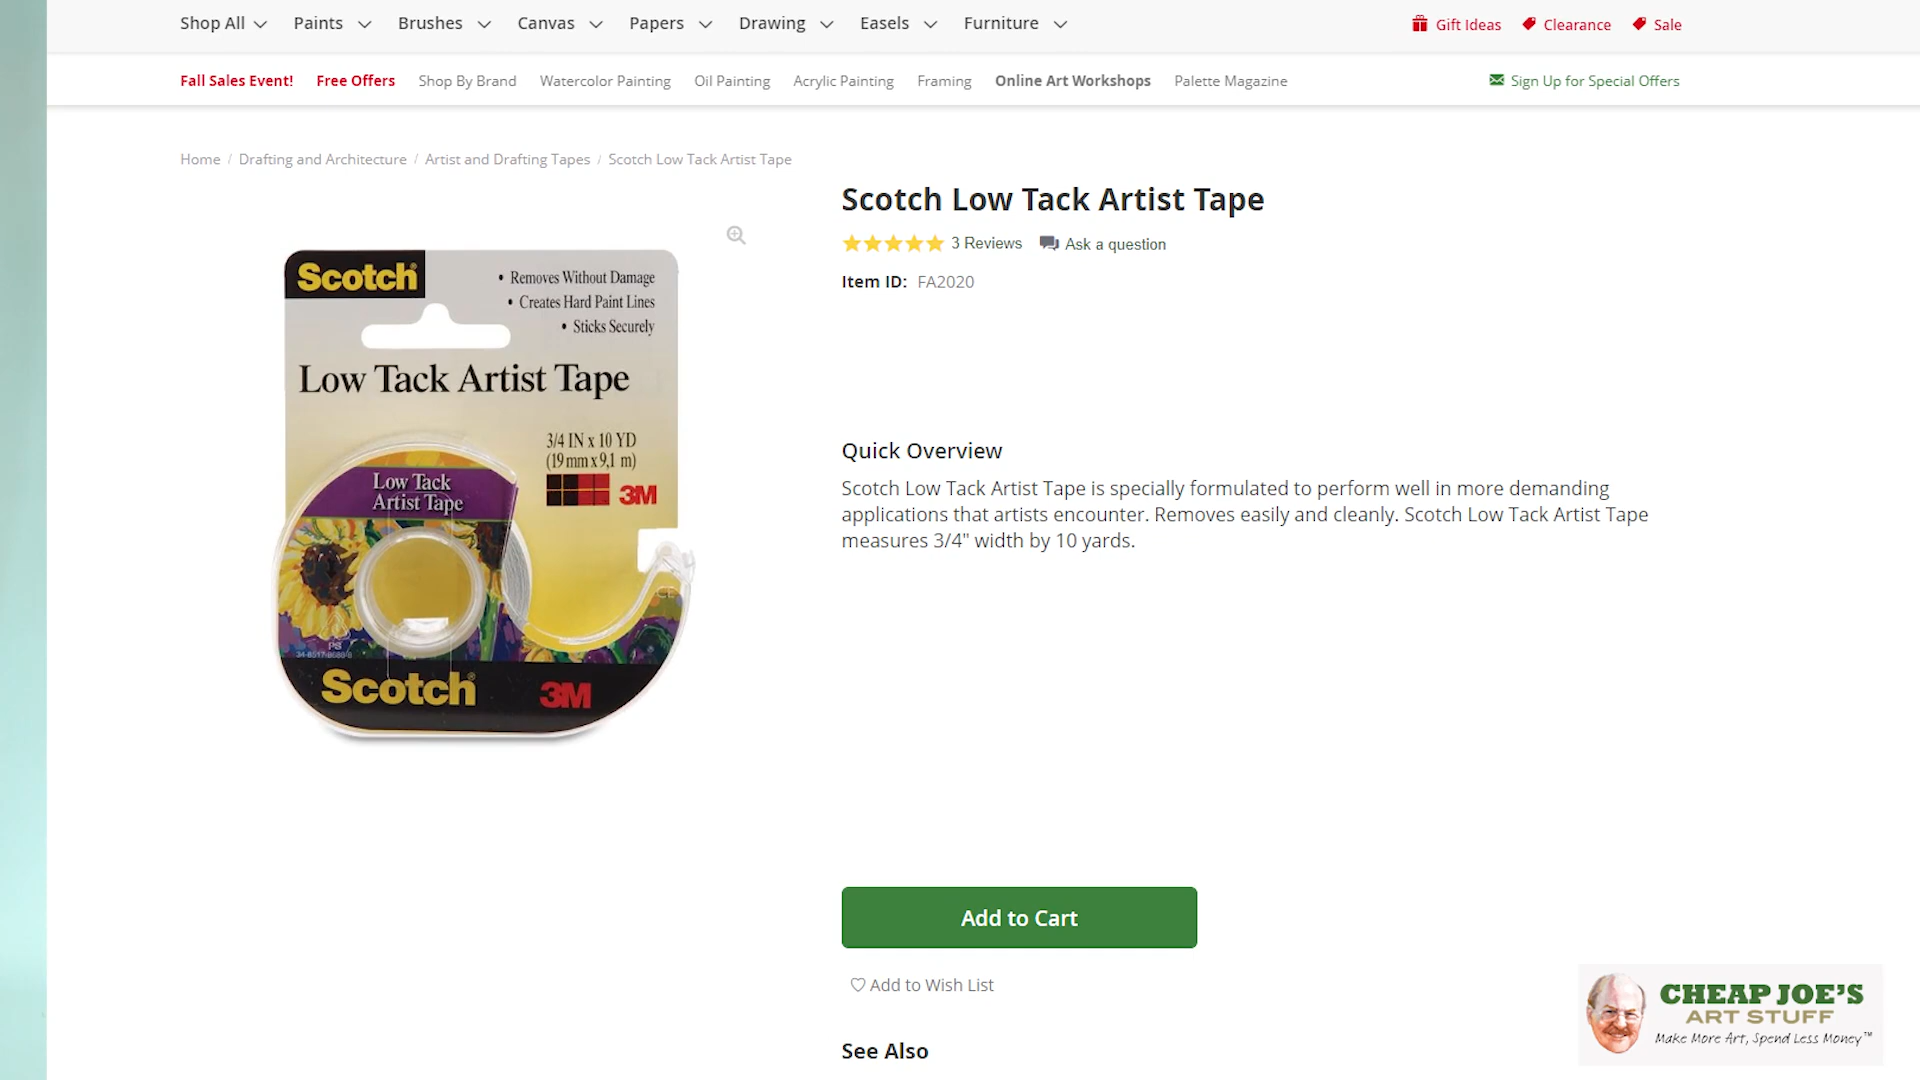 Shop All Paints Brushes Canvas Papers Drawing Easels Furniture Gift Ideas Clearance Sale
Fall Sales Event! Free Offers Shop By Brand Watercolor Painting Oil Painting Acrylic Painting Framing Online Art Workshops Palette Magazine Sign Up for Special Offers
Home / Drafting and Architecture / Artist and Drafting Tapes / Scotch Low Tack Artist Tape
Scotch Low Tack Artist Tape
3 Reviews Ask a question
Item ID: FA2020
Scotch®
• Removes Without Damage
• Creates Hard Paint Lines
• Sticks Securely
Low Tack Artist Tape
3/4 IN x 10 YD
(19 mm x 9,1 m)
3M
Low Tack
Artist Tape
PS
Scotch®
3M
Quick Overview
Scotch Low Tack Artist Tape is specially formulated to perform well in more demanding
applications that artists encounter. Removes easily and cleanly. Scotch Low Tack Artist Tape
measures 3/4" width by 10 yards.
Add to Cart
Add to Wish List
See Also
CHEAP JOE'S
ART STUFF
Make More Art, Spend Less Money™